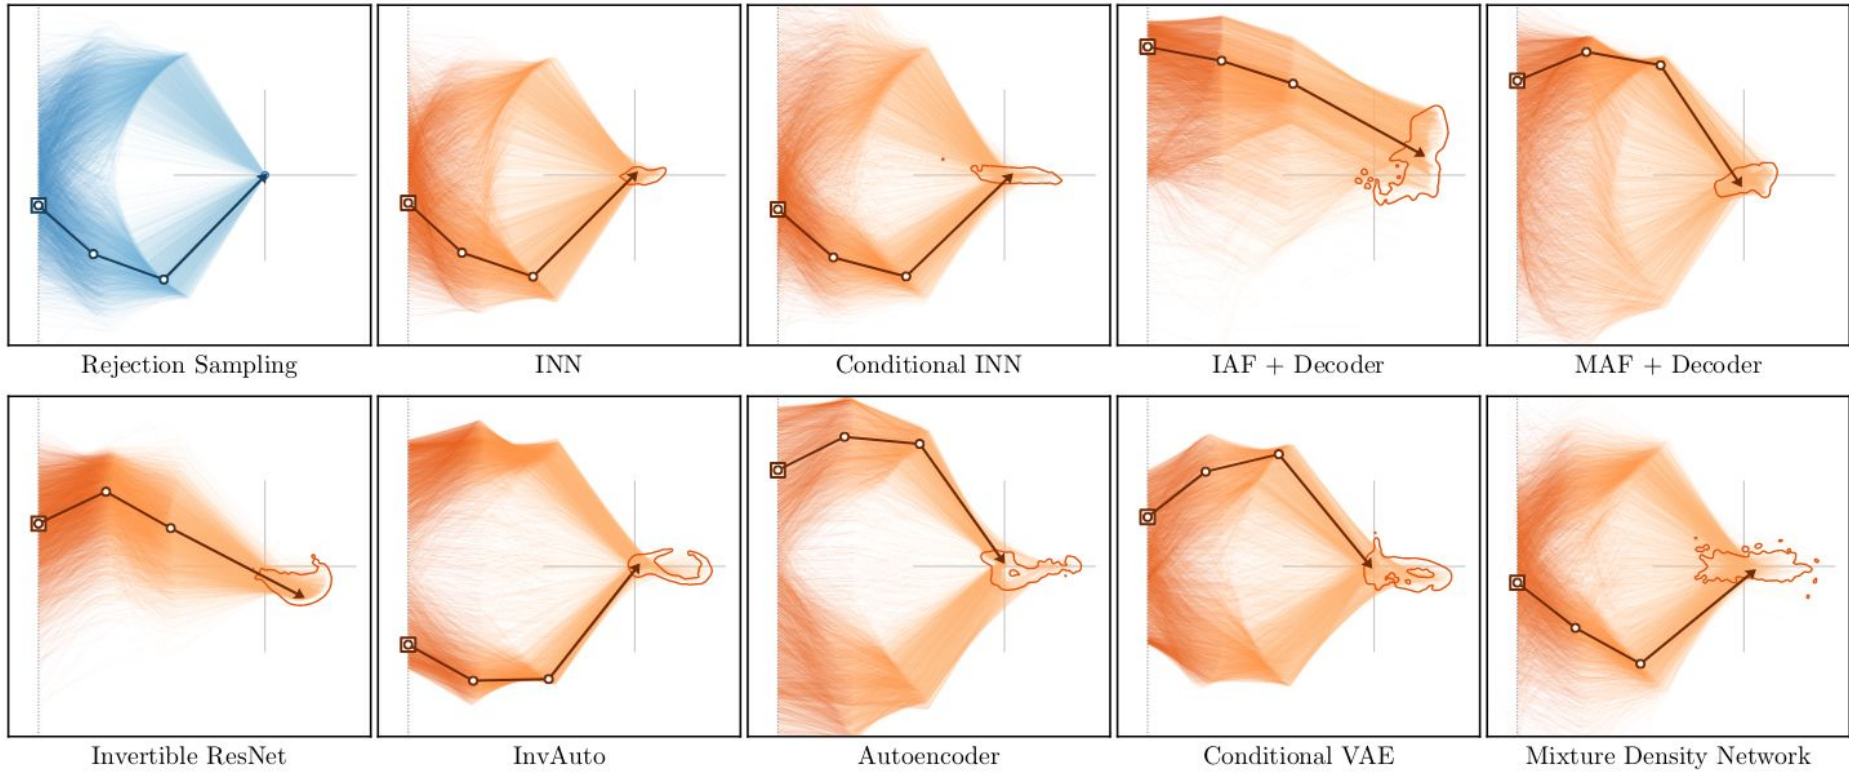 Rejection Sampling
INN
Conditional INN
IAF + Decoder
MAF + Decoder
Invertible ResNet
InvAuto
Autoencoder
Conditional VAE
Mixture Density Network